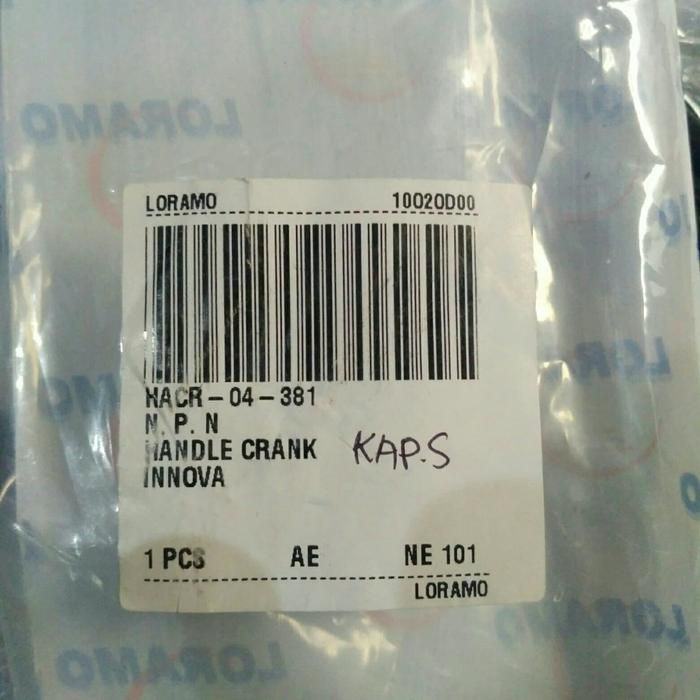 LORAMO
LORAMO 10020D00
HACR-04-381
N. P. N
HANDLE CRANK KAP.S
INNOVA
1 PCS AE NE 101
LORAMO
LORAMO
LORAMO
LORAMO